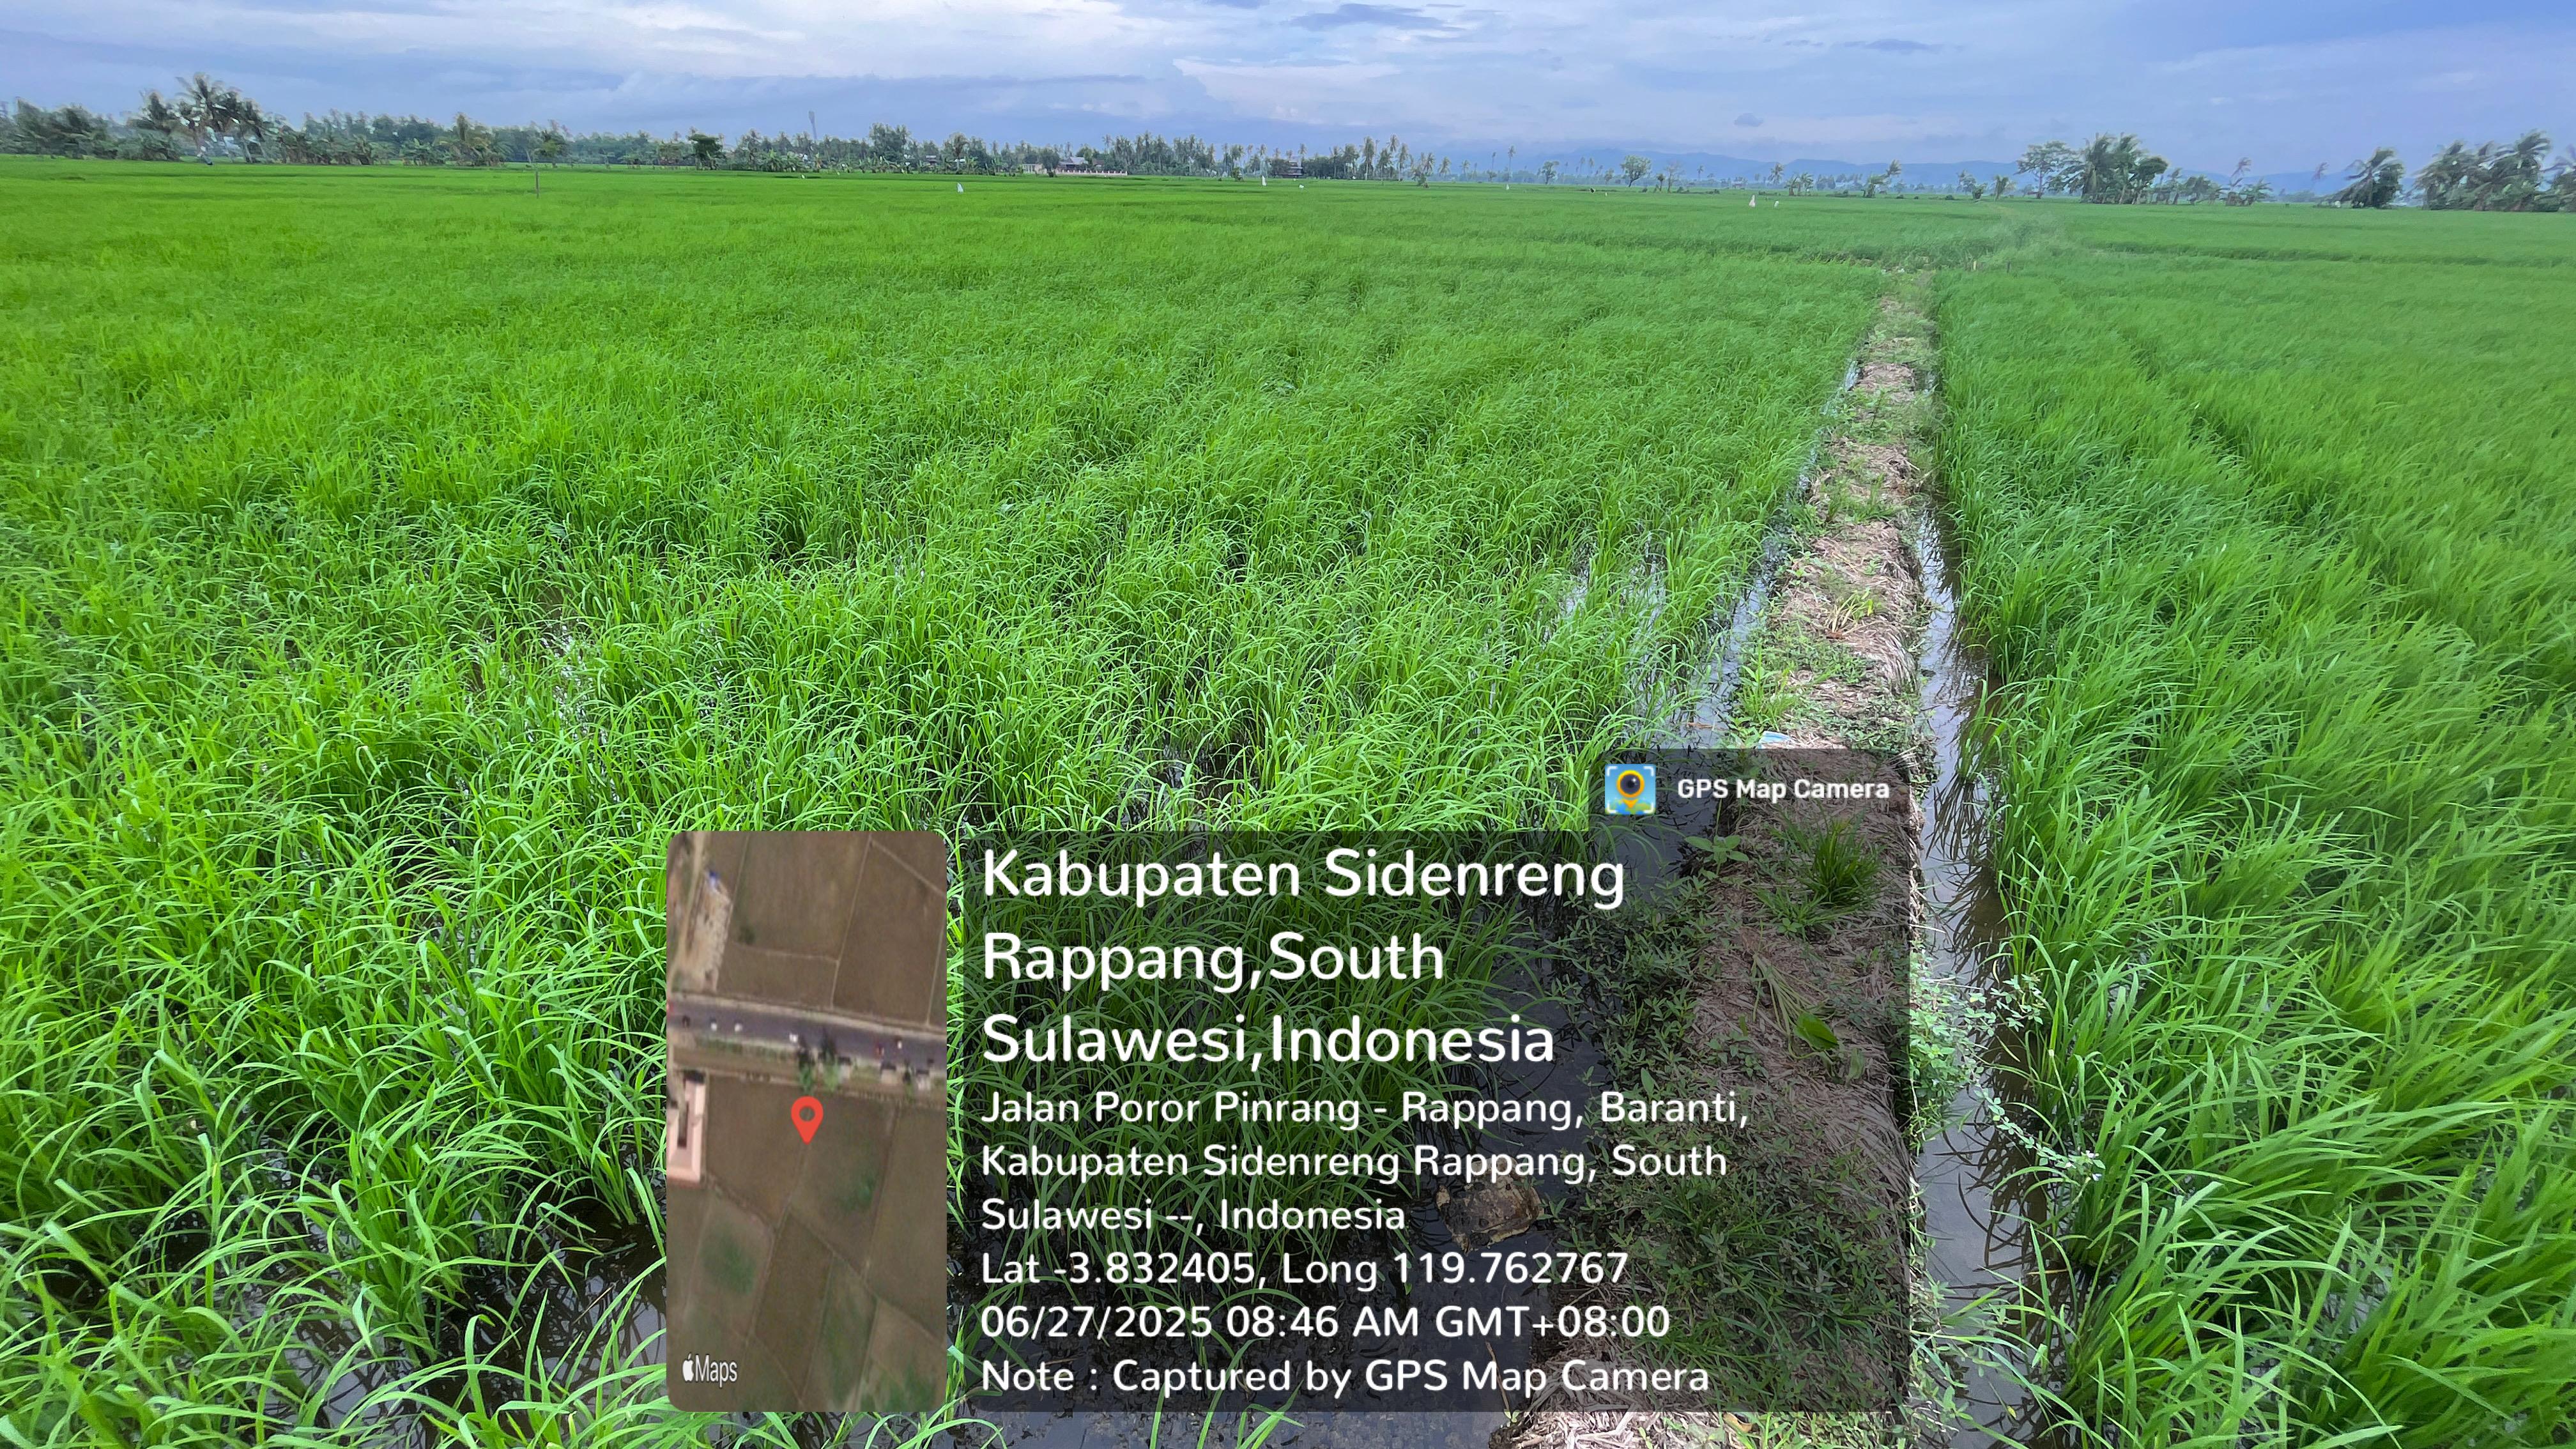 GPS Map Camera
Kabupaten Sidenreng
Rappang,South
Sulawesi,Indonesia
Jalan Poror Pinrang - Rappang, Baranti,
Kabupaten Sidenreng Rappang, South
Sulawesi --, Indonesia
Lat -3.832405, Long 119.762767
06/27/2025 08:46 AM GMT+08:00
Note : Captured by GPS Map Camera
Maps